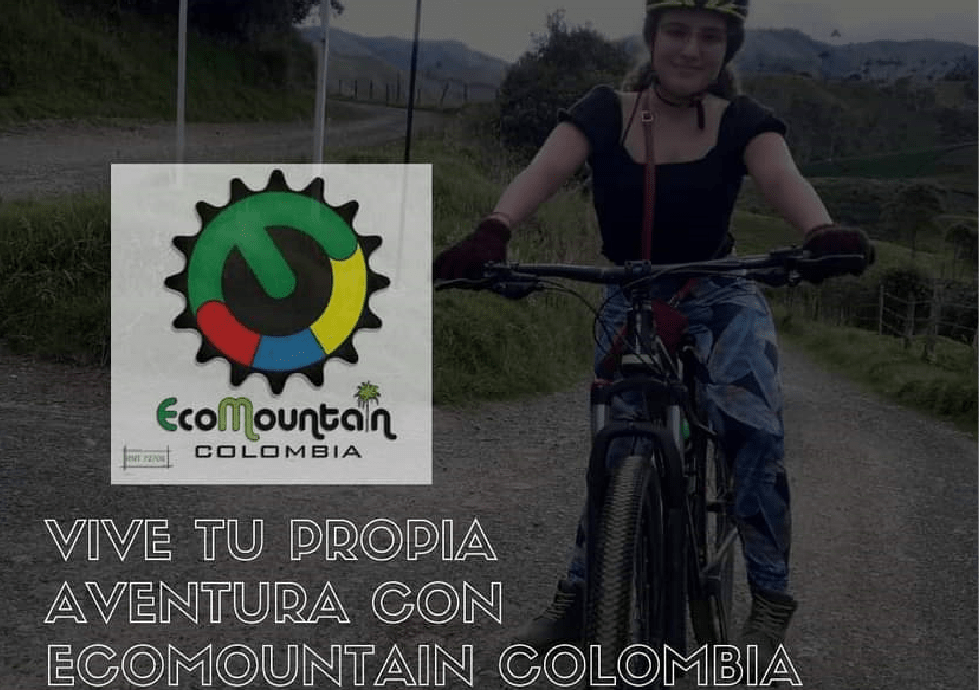 EcoMountain
COLOMBIA
VIVE TU PROPIA
AVENTURA CON
ECOMOUNTAIN COLOMBIA